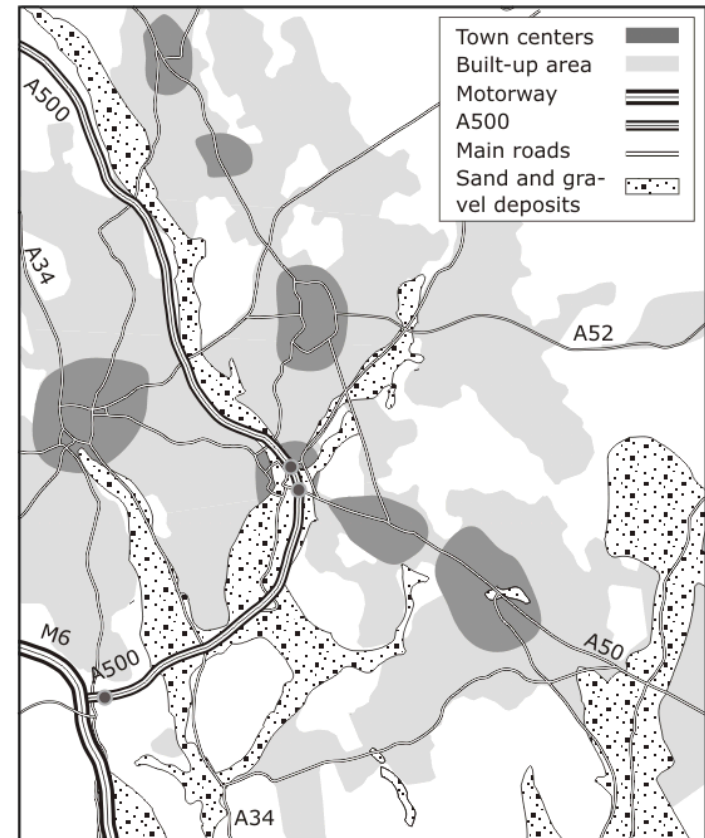 Town centers
Built-up area
Motorway
A500
Main roads
Sand and gra-
vel deposits
A500
A34
A52
M6
A500
A50
A34